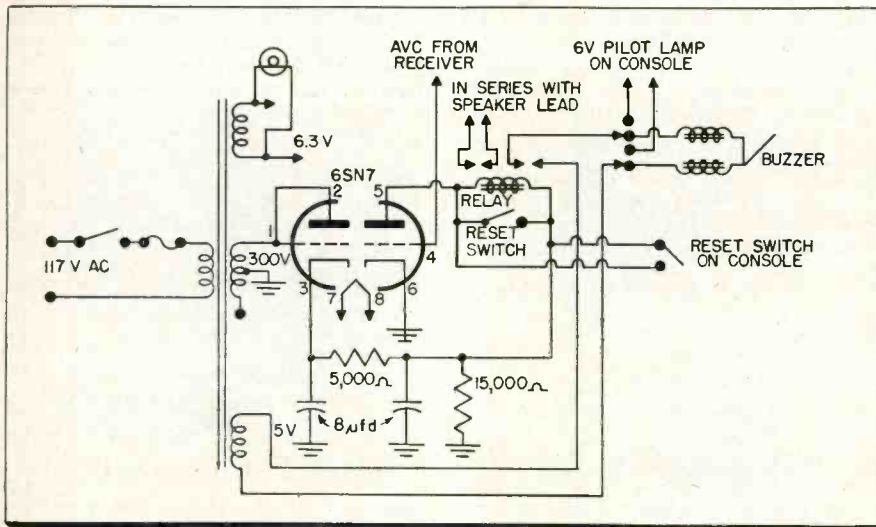 AVC FROM
RECEIVER
6V PILOT LAMP
ON CONSOLE
IN SERIES WITH
SPEAKER LEAD
6.3 V
6SN7
2
5
BUZZER
RELAY
RESET
SWITCH
1
4
117 V AC
300V
RESET SWITCH
ON CONSOLE
3
7
8
6
5,000Ω
15,000Ω
8μfd
5V